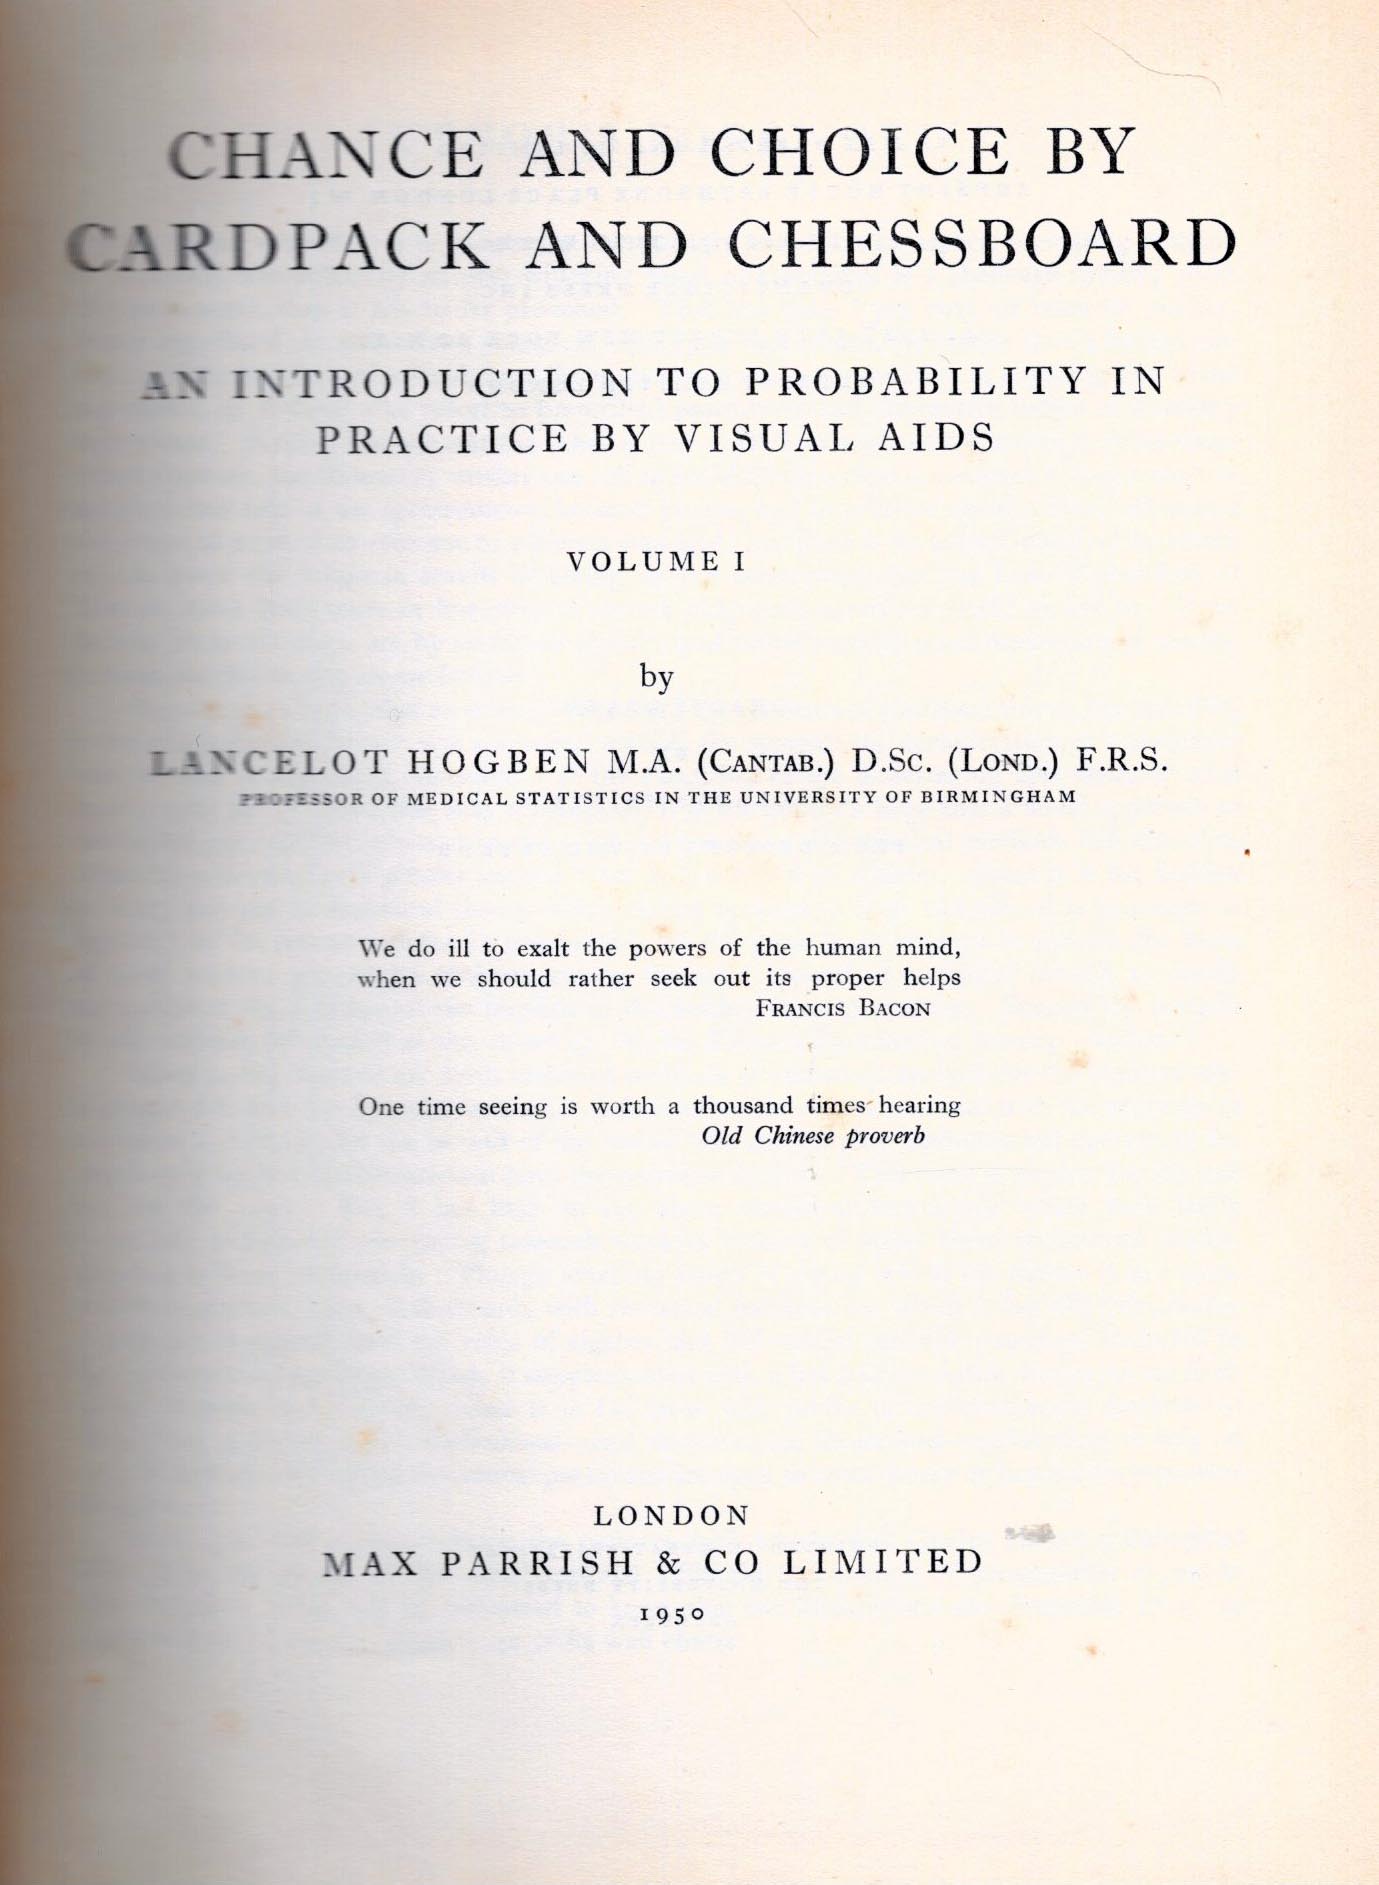 CHANCE AND CHOICE BY
CARDPACK AND CHESSBOARD
AN INTRODUCTION TO PROBABILITY IN
PRACTICE BY VISUAL AIDS
VOLUME I
by
LANCELOT HOGBEN M.A. (CANTAB.) D.Sc. (LOND.) F.R.S.
PROFESSOR OF MEDICAL STATISTICS IN THE UNIVERSITY OF BIRMINGHAM
We do ill to exalt the powers of the human mind,
when we should rather seek out its proper helps
FRANCIS BACON
One time seeing is worth a thousand times hearing
Old Chinese proverb
LONDON
MAX PARRISH & CO LIMITED
1950